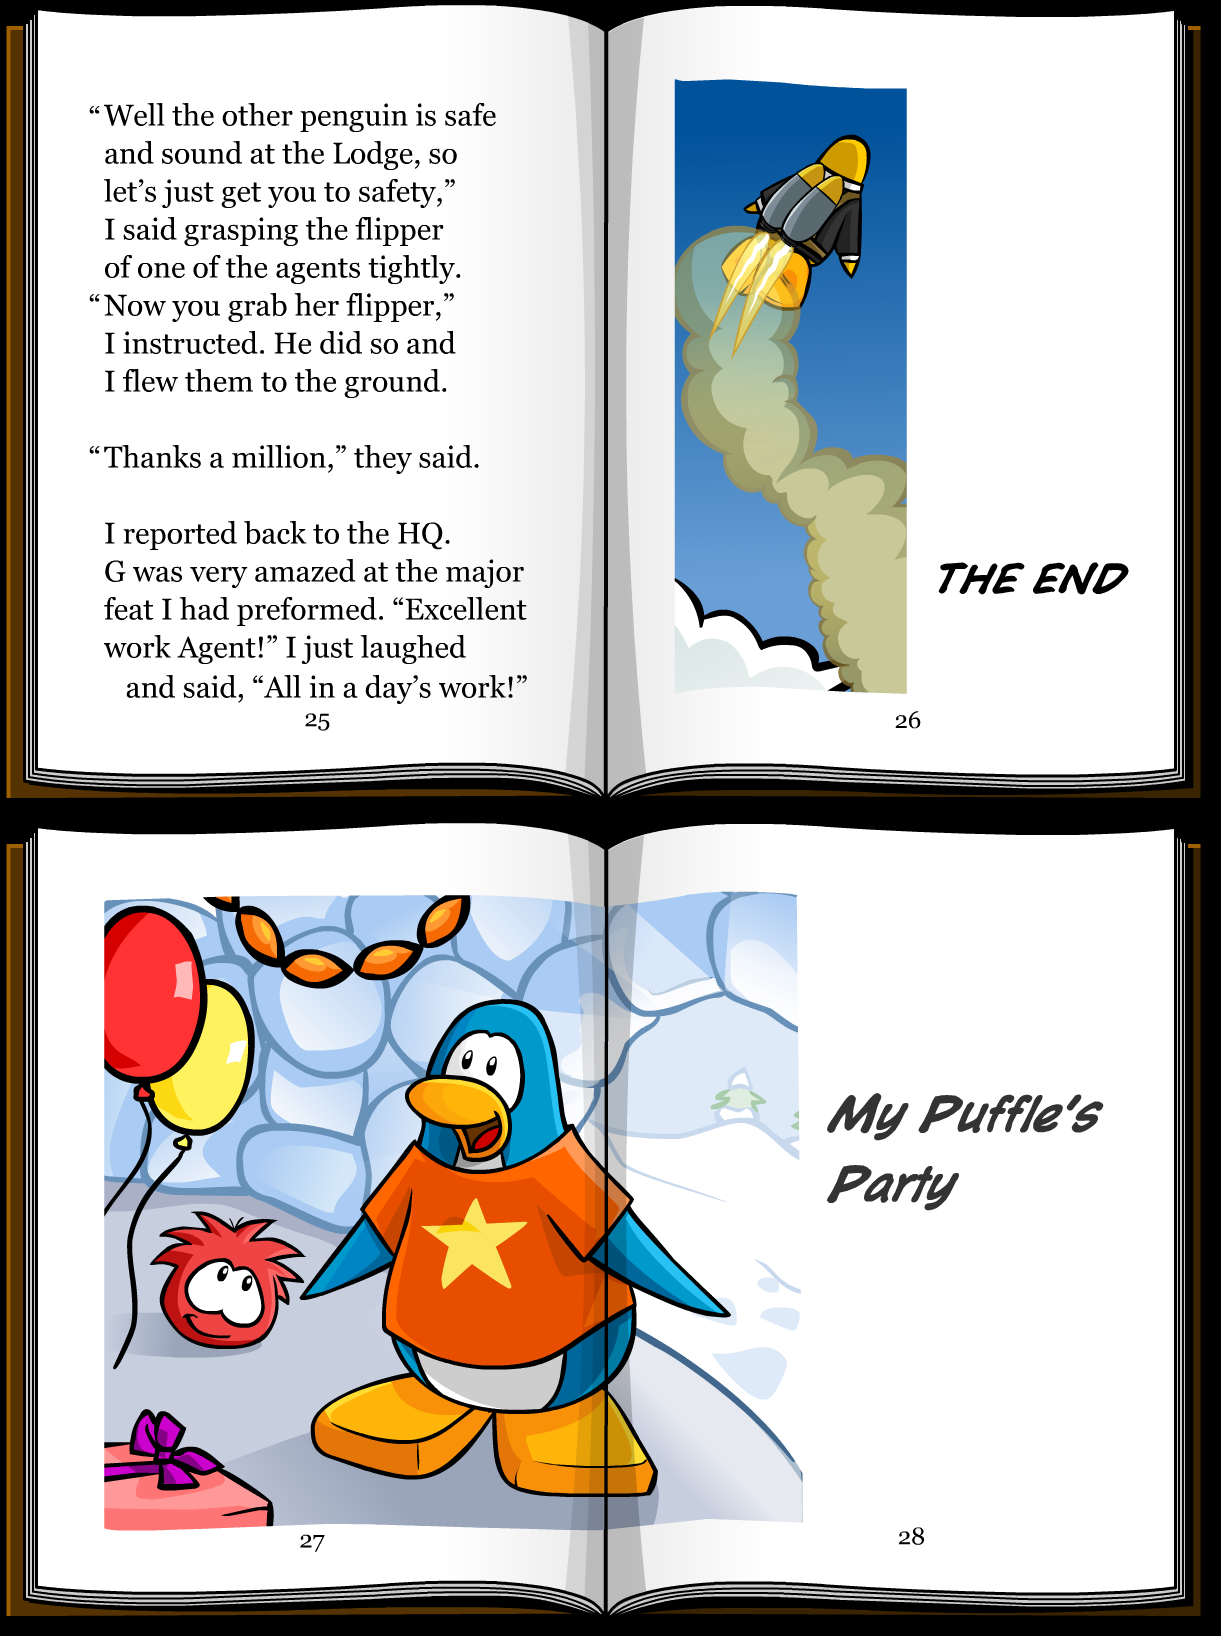 “Well the other penguin is safe
and sound at the Lodge, so
let’s just get you to safety,”
I said grasping the flipper
of one of the agents tightly.
“Now you grab her flipper,”
I instructed. He did so and
I flew them to the ground.
“Thanks a million,” they said.
I reported back to the HQ.
G was very amazed at the major
feat I had preformed. “Excellent
work Agent!” I just laughed
and said, “All in a day’s work!”
25
THE END
26
27
My Puffle’s
Party
28